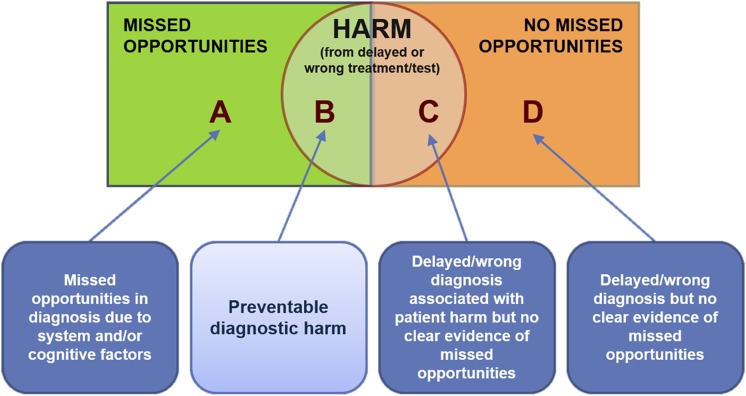 MISSED
OPPORTUNITIES
HARM
(from delayed or
wrong treatment/test)
NO MISSED
OPPORTUNITIES
A
B
C
D
Missed
opportunities in
diagnosis due to
system and/or
cognitive factors
Preventable
diagnostic harm
Delayed/wrong
diagnosis
associated with
patient harm but no
clear evidence of
missed
opportunities
Delayed/wrong
diagnosis but no
clear evidence of
missed
opportunities